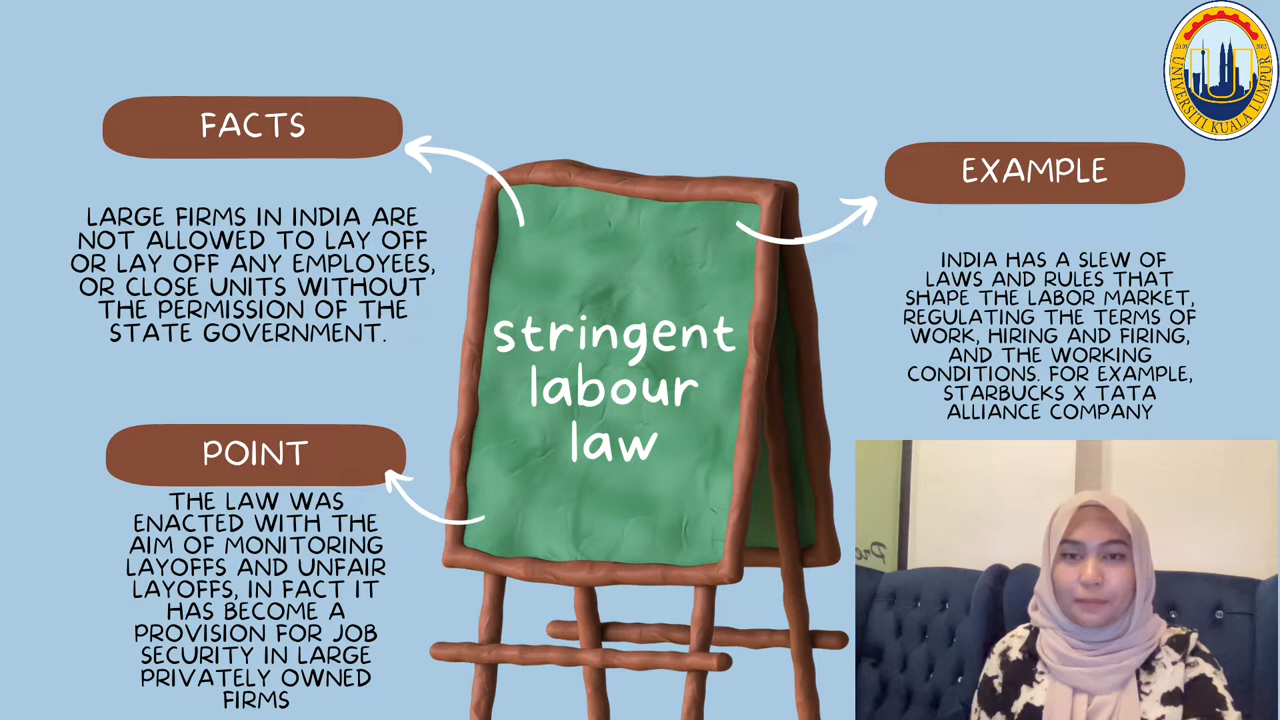 FACTS
LARGE FIRMS IN INDIA ARE
NOT ALLOWED TO LAY OFF
OR LAY OFF ANY EMPLOYEES,
OR CLOSE UNITS WITHOUT
THE PERMISSION OF THE
STATE GOVERNMENT.
POINT
THE LAW WAS
ENACTED WITH THE
AIM OF MONITORING
LAYOFFS AND UNFAIR
LAYOFFS, IN FACT IT
HAS BECOME A
PROVISION FOR JOB
SECURITY IN LARGE
PRIVATELY OWNED
FIRMS
stringent
labour
law
UNIVERSITI KUALA LUMPUR
EXAMPLE
INDIA HAS A SLEW OF
LAWS AND RULES THAT
SHAPE THE LABOR MARKET,
REGULATING THE TERMS OF
WORK, HIRING AND FIRING,
AND THE WORKING
CONDITIONS. FOR EXAMPLE,
STARBUCKS X TATA
ALLIANCE COMPANY